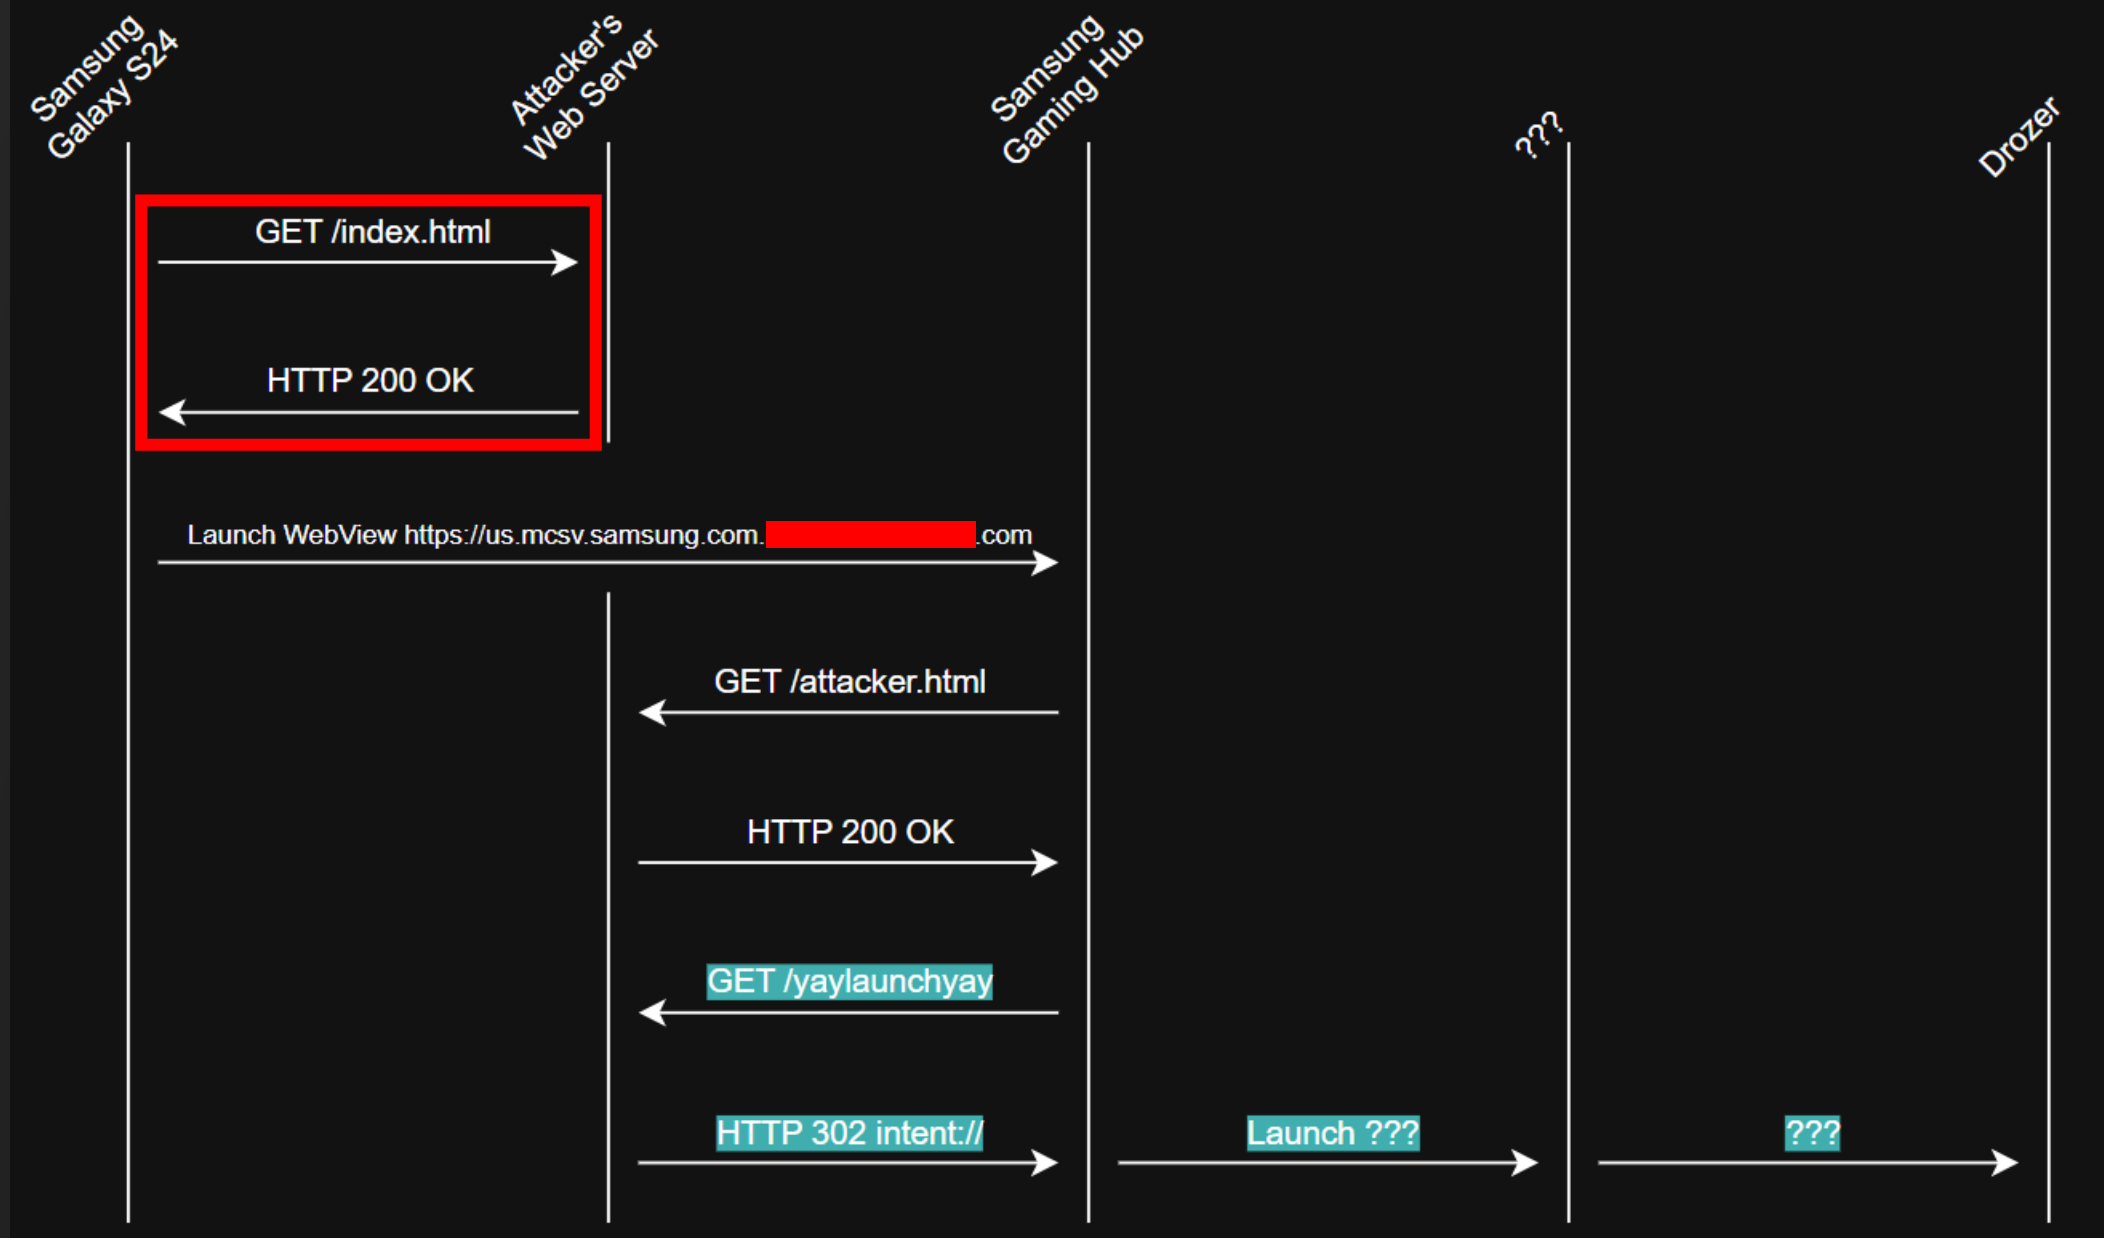 Samsung
Galaxy S24
Attacker's
Web Server
Samsung
Gaming Hub
???
Drozer
GET /index.html
HTTP 200 OK
Launch WebView https://us.mcsv.samsung.com. .com
GET /attacker.html
HTTP 200 OK
GET /yaylaunchyay
HTTP 302 intent://
Launch ???
???